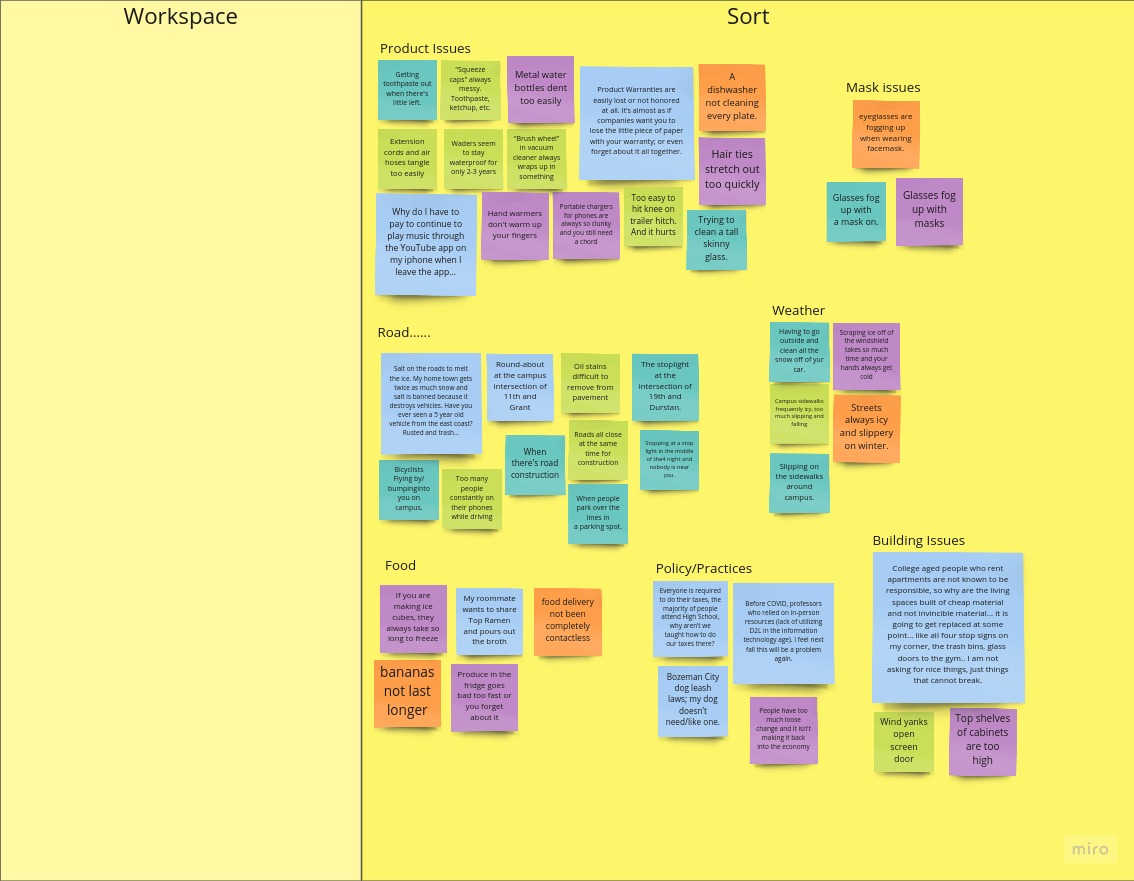 Workspace
Sort
Product Issues
Getting
toothpaste out
when there's
little left.
"Squeeze
caps" always
messy.
Toothpaste,
ketchup, etc.
Metal water
bottles dent
too easily
Product Warranties are
easily lost or not honored
at all. It's almost as if
companies want you to
lose the little piece of paper
with your warranty; or even
forget about it all together.
A
dishwasher
not cleaning
every plate.
Extension
cords and air
hoses tangle
too easily
Waders seem
to stay
waterproof for
only 2-3 years
"Brush wheel"
in vacuum
cleaner always
wraps up in
something
Hair ties
stretch out
too quickly
Why do I have to
pay to continue to
play music through
the YouTube app on
my iphone when I
leave the app...
Hand warmers
don't warm up
your fingers
Portable chargers
for phones are
always so clunky
and you still need
a chord
Too easy to
hit knee on
trailer hitch.
And it hurts
Trying to
clean a tall
skinny
glass.
Mask issues
eyeglasses are
fogging up
when wearing
facemask.
Glasses fog
up with
a mask on.
Glasses fog
up with
masks
Road......
Salt on the roads to melt
the ice. My home town gets
twice as much snow and
salt is banned because it
destroys vehicles. Have you
ever seen a 5 year old
vehicle from the east coast?
Rusted and trash...
Round-about
at the campus
intersection of
11th and
Grant
Oil stains
difficult to
remove from
pavement
The stoplight
at the
intersection of
19th and
Durstan.
When
there's road
construction
Roads all close
at the same
time for
construction
Stopping at a stop
light in the middle
of the4 night and
nobody is near
you.
Bicyclists
Flying by/
bumpinginto
you on
campus.
Too many
people
constantly on
their phones
while driving
When people
park over the
lines in
a parking spot.
Weather
Having to go
outside and
clean all the
snow off of yur
car.
Scraping ice off of
the windshield
takes so much
time and your
hands always get
cold
Campus sidewalks
frequently icy, too
much slipping and
falling
Streets
always icy
and slippery
on winter.
Slipping on
the sidewalks
around
campus.
Food
If you are
making ice
cubes, they
always take so
long to freeze
My roommate
wants to share
Top Ramen
and pours out
the broth
food delivery
not been
completely
contactless
bananas
not last
longer
Produce in the
fridge goes
bad too fast or
you forget
about it
Policy/Practices
Everyone is required
to do their taxes, the
majority of people
attend High School,
why aren't we
taught how to do
our taxes there?
Before COVID, professors
who relied on in-person
resources (lack of utilizing
D2L in the information
technology age). I feel next
fall this will be a problem
again.
Bozeman City
dog leash
laws; my dog
doesn't
need/like one.
People have too
much loose
change and it isn't
making it back
into the economy
Building Issues
College aged people who rent
apartments are not known to be
responsible, so why are the living
spaces built of cheap material
and not invincible material... it is
going to get replaced at some
point... like all four stop signs on
my corner, the trash bins, glass
doors to the gym.. I am not
asking for nice things, just things
that cannot break.
Wind yanks
open
screen
door
Top shelves
of cabinets
are too
high
miro